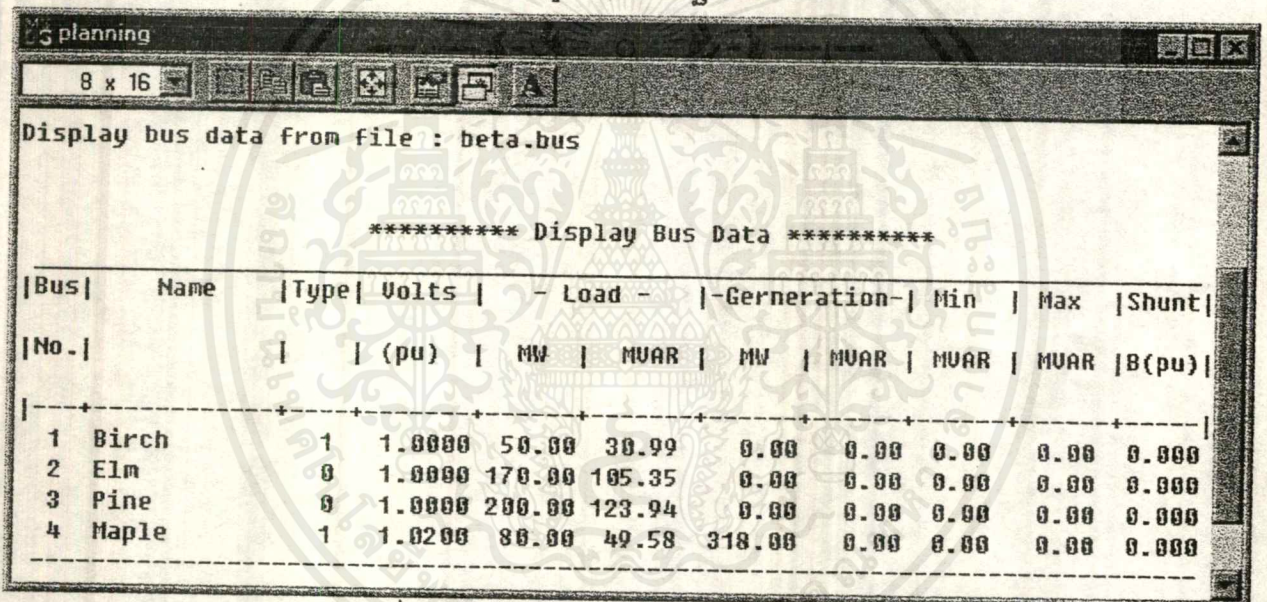 planning
8 x 16
A
Display bus data from file : beta.bus
********** Display Bus Data **********
|Bus| Name |Type| Volts | - Load - |-Gerneration-| Min | Max |Shunt|
|No.| | | (pu) | MW | MVAR | MW | MVAR | MVAR | MVAR |B(pu)|
1 Birch 1 1.0000 50.00 30.99 0.00 0.00 0.00 0.00 0.000
2 Elm 0 1.0000 170.00 105.35 0.00 0.00 0.00 0.00 0.000
3 Pine 0 1.0000 200.00 123.94 0.00 0.00 0.00 0.00 0.000
4 Maple 1 1.0200 80.00 49.58 318.00 0.00 0.00 0.00 0.000